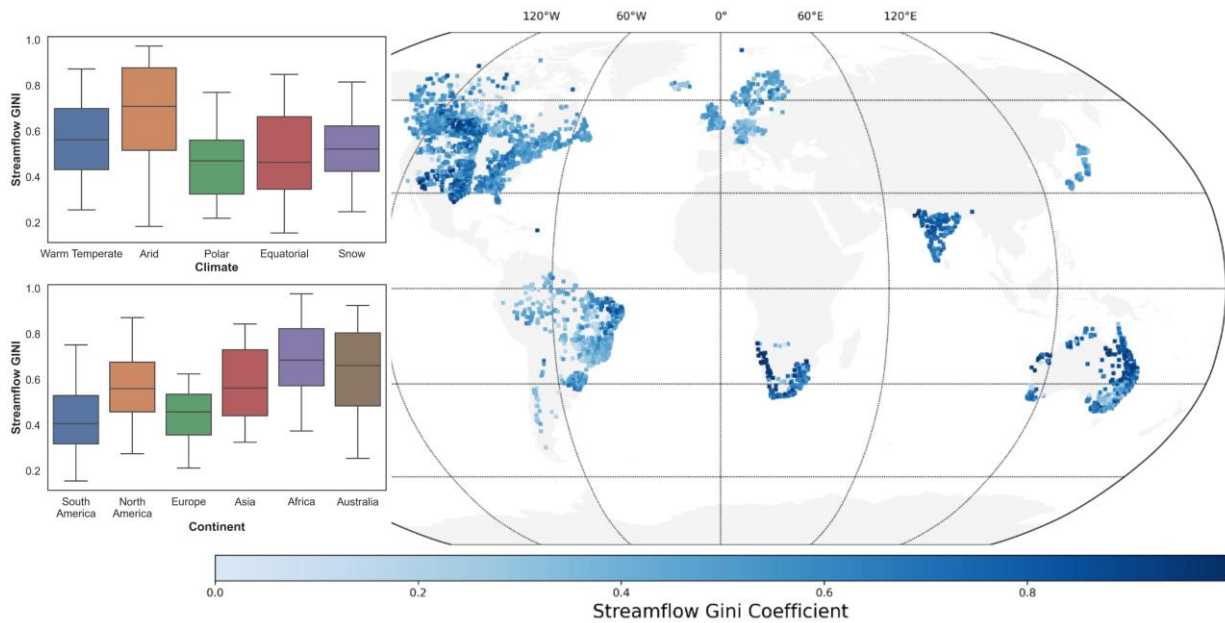 120°W 60°W 0° 60°E 120°E
Streamflow GINI
1.0
0.8
0.6
0.4
0.2
Warm Temperate Arid Polar Equatorial Snow
Climate
Streamflow GINI
1.0
0.8
0.6
0.4
0.2
South America North America Europe Asia Africa Australia
Continent
0.0 0.2 0.4 0.6 0.8
Streamflow Gini Coefficient